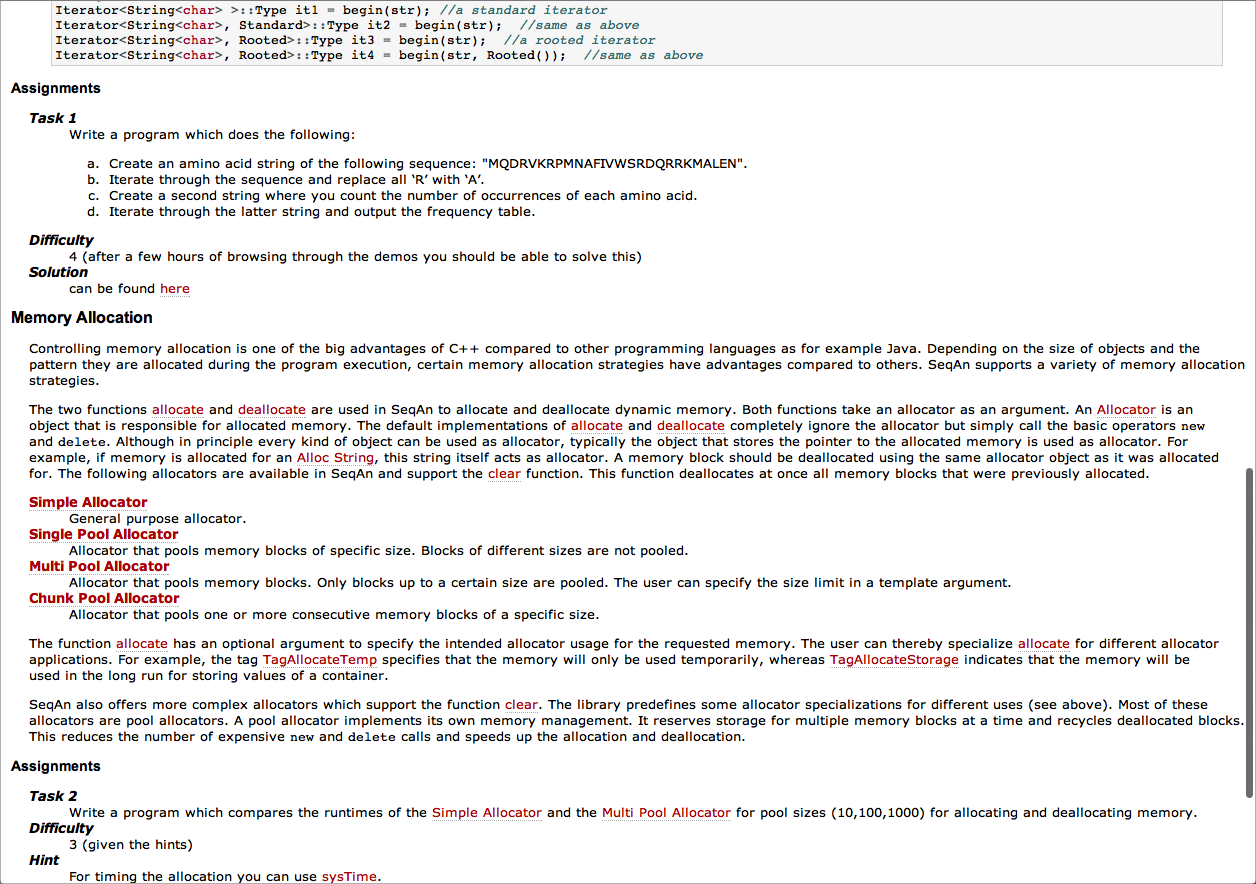 Iterator<String<char> >::Type it1 = begin(str); //a standard iterator
Iterator<String<char>, Standard>::Type it2 = begin(str);  //same as above
Iterator<String<char>, Rooted>::Type it3 = begin(str);  //a rooted iterator
Iterator<String<char>, Rooted>::Type it4 = begin(str, Rooted());  //same as above
Assignments
Task 1
Write a program which does the following:
a. Create an amino acid string of the following sequence: "MQDRVKRPMNAFIVWSRDQRRKMALEN".
b. Iterate through the sequence and replace all ‘R’ with ‘A’.
c. Create a second string where you count the number of occurrences of each amino acid.
d. Iterate through the latter string and output the frequency table.
Difficulty
4 (after a few hours of browsing through the demos you should be able to solve this)
Solution
can be found here
Memory Allocation
Controlling memory allocation is one of the big advantages of C++ compared to other programming languages as for example Java. Depending on the size of objects and the
pattern they are allocated during the program execution, certain memory allocation strategies have advantages compared to others. SeqAn supports a variety of memory allocation
strategies.
The two functions allocate and deallocate are used in SeqAn to allocate and deallocate dynamic memory. Both functions take an allocator as an argument. An Allocator is an
object that is responsible for allocated memory. The default implementations of allocate and deallocate completely ignore the allocator but simply call the basic operators new
and delete. Although in principle every kind of object can be used as allocator, typically the object that stores the pointer to the allocated memory is used as allocator. For
example, if memory is allocated for an Alloc String, this string itself acts as allocator. A memory block should be deallocated using the same allocator object as it was allocated
for. The following allocators are available in SeqAn and support the clear function. This function deallocates at once all memory blocks that were previously allocated.
Simple Allocator
General purpose allocator.
Single Pool Allocator
Allocator that pools memory blocks of specific size. Blocks of different sizes are not pooled.
Multi Pool Allocator
Allocator that pools memory blocks. Only blocks up to a certain size are pooled. The user can specify the size limit in a template argument.
Chunk Pool Allocator
Allocator that pools one or more consecutive memory blocks of a specific size.
The function allocate has an optional argument to specify the intended allocator usage for the requested memory. The user can thereby specialize allocate for different allocator
applications. For example, the tag TagAllocateTemp specifies that the memory will only be used temporarily, whereas TagAllocateStorage indicates that the memory will be
used in the long run for storing values of a container.
SeqAn also offers more complex allocators which support the function clear. The library predefines some allocator specializations for different uses (see above). Most of these
allocators are pool allocators. A pool allocator implements its own memory management. It reserves storage for multiple memory blocks at a time and recycles deallocated blocks.
This reduces the number of expensive new and delete calls and speeds up the allocation and deallocation.
Assignments
Task 2
Write a program which compares the runtimes of the Simple Allocator and the Multi Pool Allocator for pool sizes (10,100,1000) for allocating and deallocating memory.
Difficulty
3 (given the hints)
Hint
For timing the allocation you can use sysTime.